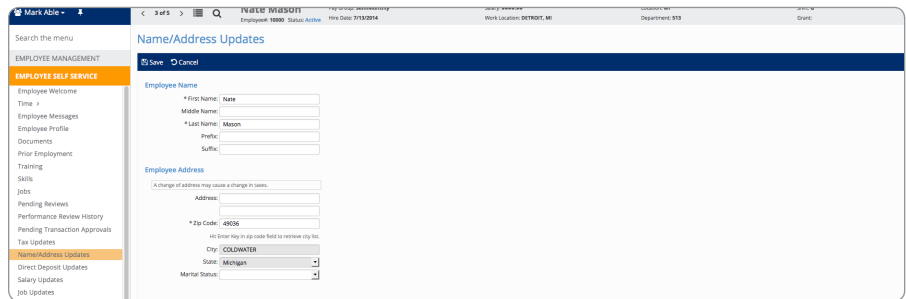 Mark Able
3 of 5
Nate Mason
Employee#: 10000 Status: Active
Hire Date: 7/13/2014
Work Location: DETROIT, MI
Department: 513
Grant:
Search the menu
EMPLOYEE MANAGEMENT
EMPLOYEE SELF SERVICE
Employee Welcome
Time >
Employee Messages
Employee Profile
Documents
Prior Employment
Training
Skills
Jobs
Pending Reviews
Performance Review History
Pending Transaction Approvals
Tax Updates
Name/Address Updates
Direct Deposit Updates
Salary Updates
Job Updates
Name/Address Updates
Save Cancel
Employee Name
* First Name: Nate
Middle Name:
* Last Name: Mason
Prefix:
Suffix:
Employee Address
A change of address may cause a change in taxes.
Address:
* Zip Code: 49036
Hit Enter Key in zip code field to retrieve city list.
City: COLDWATER
State: Michigan
Marital Status: